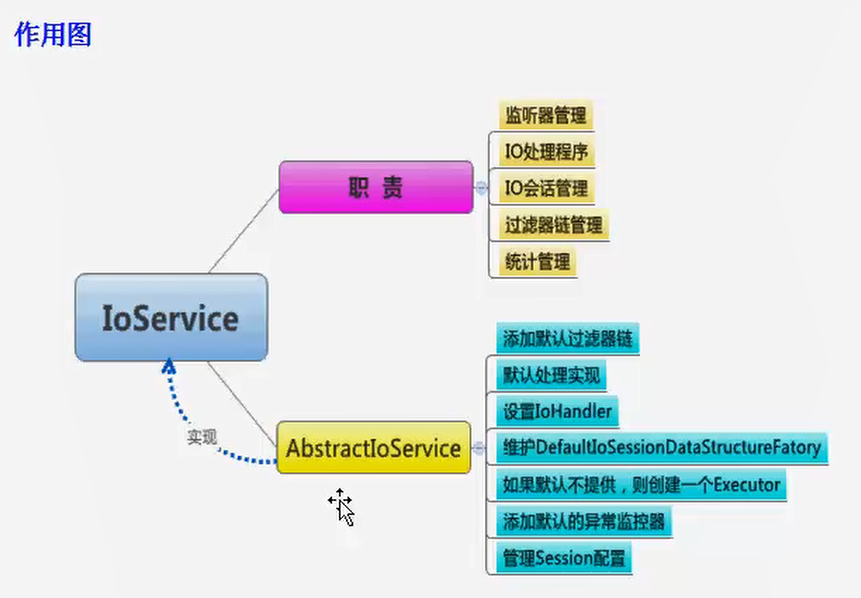 作用图
监听器管理
IO处理程序
职 责
IO会话管理
过滤器链管理
统计管理
IoService
添加默认过滤器链
默认处理实现
设置IoHandler
实现
AbstractIoService
维护DefaultIoSessionDataStructureFatory
如果默认不提供，则创建一个Executor
添加默认的异常监控器
管理Session配置